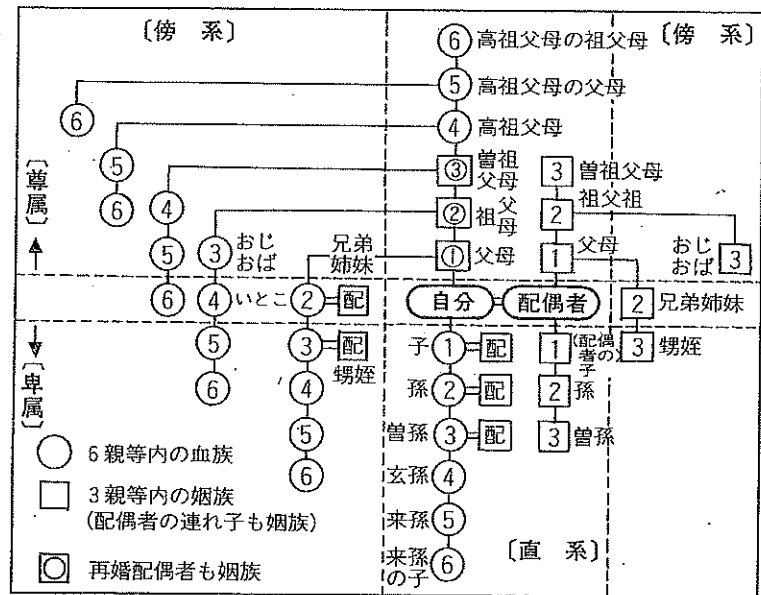 〔傍 系〕
〔傍 系〕
⑥ 高祖父母の祖父母
⑤ 高祖父母の父母
⑥
④ 高祖父母
⑤
③ 曽祖父母
3 曽祖父母
〔尊属〕
⑥
④
② 祖父母
2 祖父祖
⑤
③ おじおば
兄弟姉妹
① 父母
1 父母
おじおば 3
⑥
④ いとこ
② 配
自分
配偶者
2 兄弟姉妹
⑤
③ 配
甥姪
子 ① 配
1 (配偶者の)子
3 甥姪
〔卑属〕
⑥
④
孫 ② 配
2 孫
⑤
曽孫 ③ 配
3 曽孫
○ 6親等内の血族
⑥
玄孫 ④
□ 3親等内の姻族
(配偶者の連れ子も姻族)
来孫 ⑤
〔直 系〕
再婚配偶者も姻族
来孫の子 ⑥